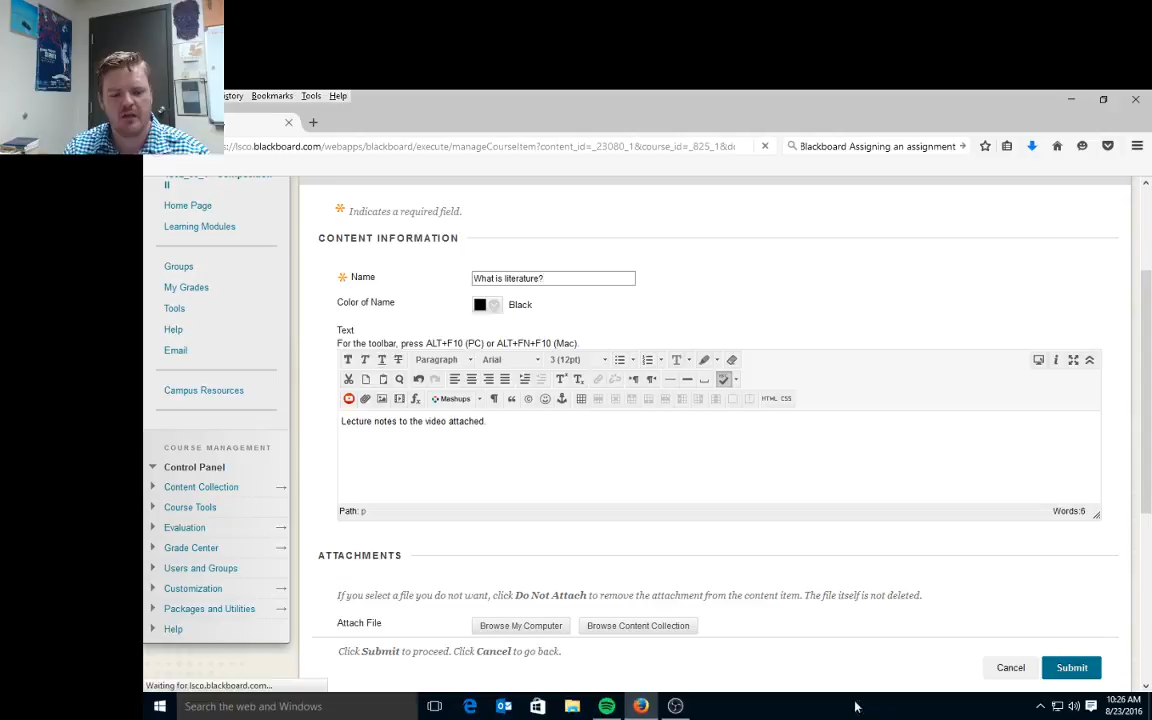 istory Bookmarks Tools Help
://lsco.blackboard.com/webapps/blackboard/execute/manageCourseItem?content_id=_23080_1&course_id=_825_1&dc
Blackboard Assigning an assignment
II
Home Page
Learning Modules
Groups
My Grades
Tools
Help
Email
Campus Resources
COURSE MANAGEMENT
Control Panel
Content Collection
Course Tools
Evaluation
Grade Center
Users and Groups
Customization
Packages and Utilities
Help
Indicates a required field.
CONTENT INFORMATION
Name What is literature?
Color of Name Black
Text
For the toolbar, press ALT+F10 (PC) or ALT+FN+F10 (Mac).
Paragraph Arial 3 (12pt)
Mashups HTML CSS
Lecture notes to the video attached.
Path: p Words:6
ATTACHMENTS
If you select a file you do not want, click Do Not Attach to remove the attachment from the content item. The file itself is not deleted.
Attach File Browse My Computer Browse Content Collection
Click Submit to proceed. Click Cancel to go back.
Cancel Submit
Waiting for lsco.blackboard.com...
Search the web and Windows
10:26 AM
8/23/2016